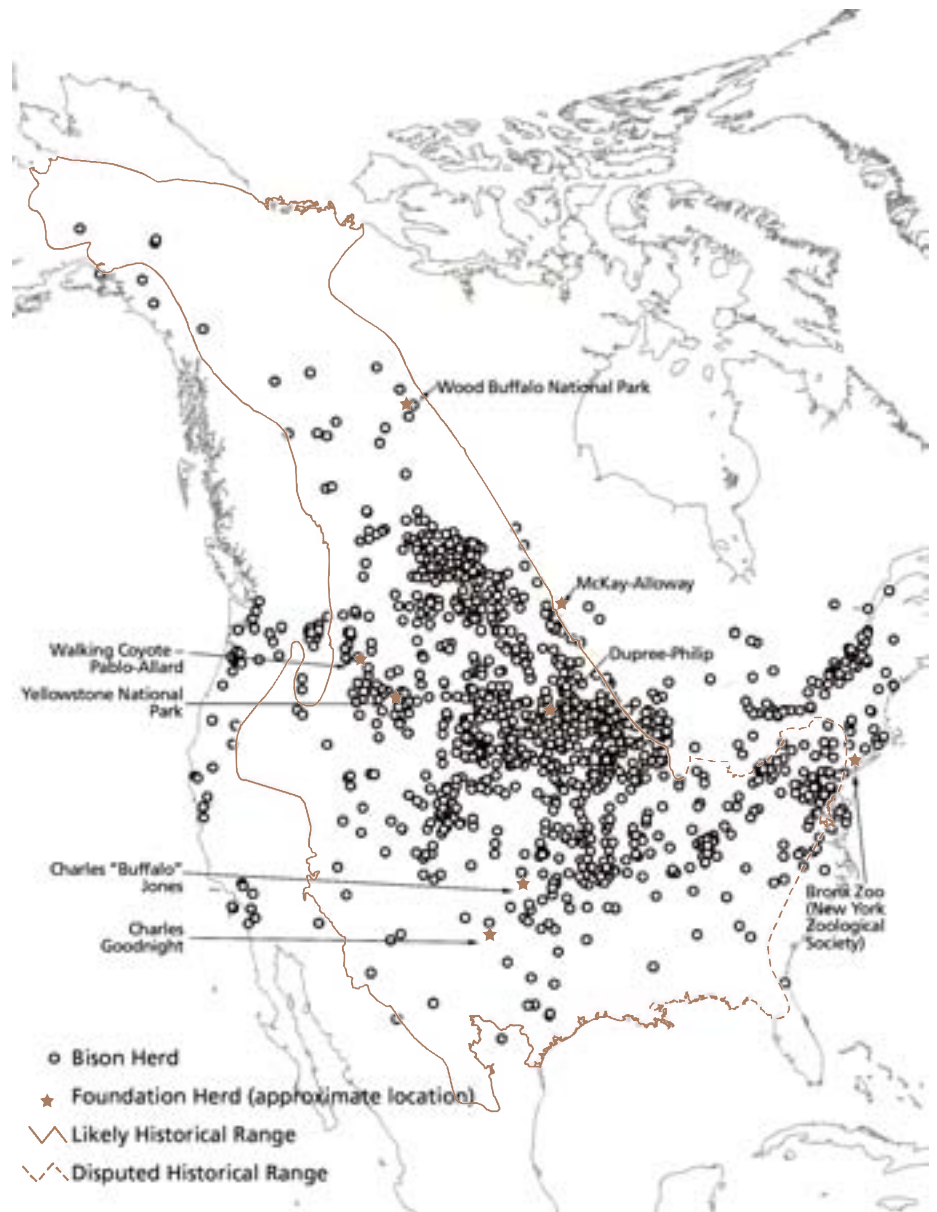 Wood Buffalo National Park
McKay-Alloway
Walking Coyote –
Pablo-Allard
Dupree-Philip
Yellowstone National
Park
Charles "Buffalo"
Jones
Bronx Zoo
(New York
Zoological
Society)
Charles
Goodnight
Bison Herd
Foundation Herd (approximate location)
Likely Historical Range
Disputed Historical Range